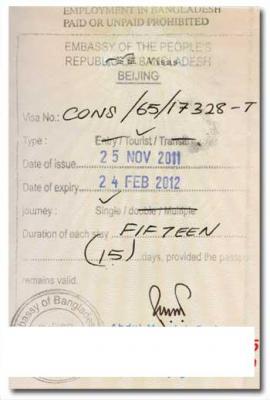 EMPLOYMENT IN BANGLADESH
PAID OR UNPAID PROHIBITED
EMBASSY OF THE PEOPLE'S
REPUBLIC OF BANGLADESH
BEIJING
Visa No.: CONS /65/17328-T
Type : Entry / Tourist / Transit
Date of issue 25 NOV 2011
Date of expiry 24 FEB 2012
journey : Single / double / Multiple
Duration of each stay FIFTEEN
(15) days, provided the passpo
remains valid.
assy of Bangladesh